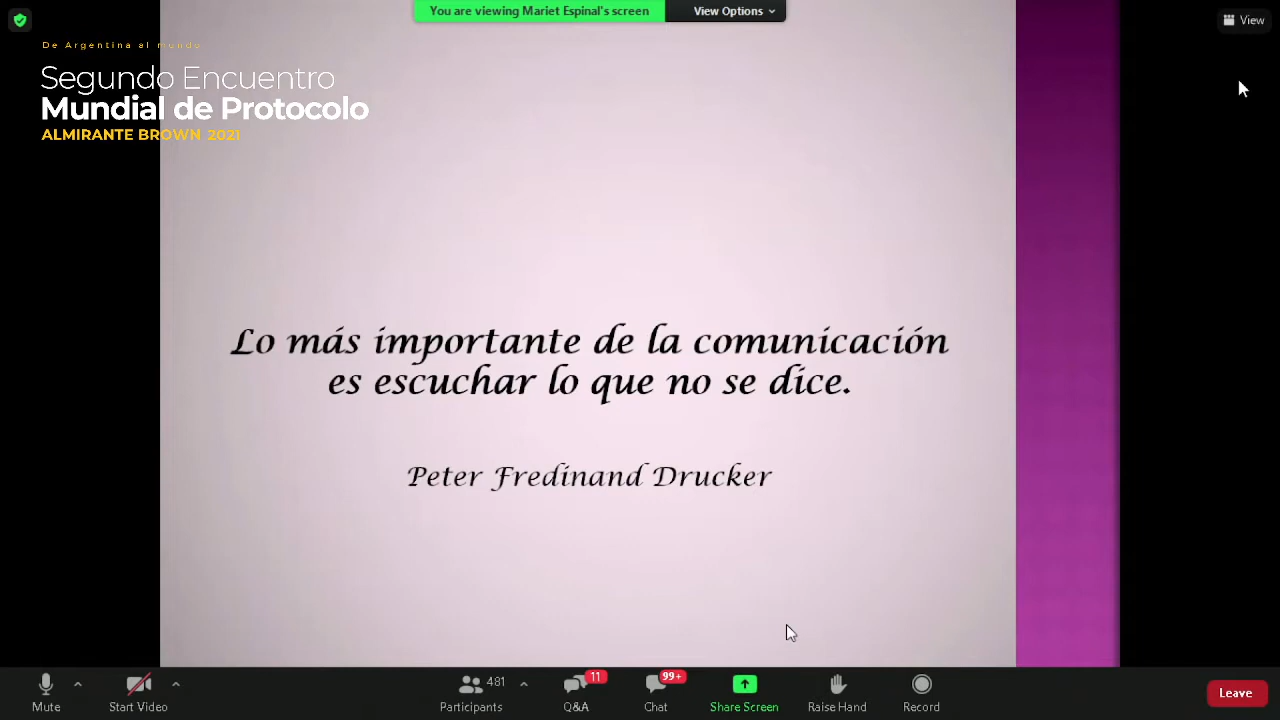 You are viewing Mariet Espinal's screen
View Options
View
De Argentina al mundo
Segundo Encuentro
Mundial de Protocolo
ALMIRANTE BROWN 2021
Lo más importante de la comunicación
es escuchar lo que no se dice.
Peter Fredinand Drucker
481
11
99+
Mute
Start Video
Participants
Q&A
Chat
Share Screen
Raise Hand
Record
Leave